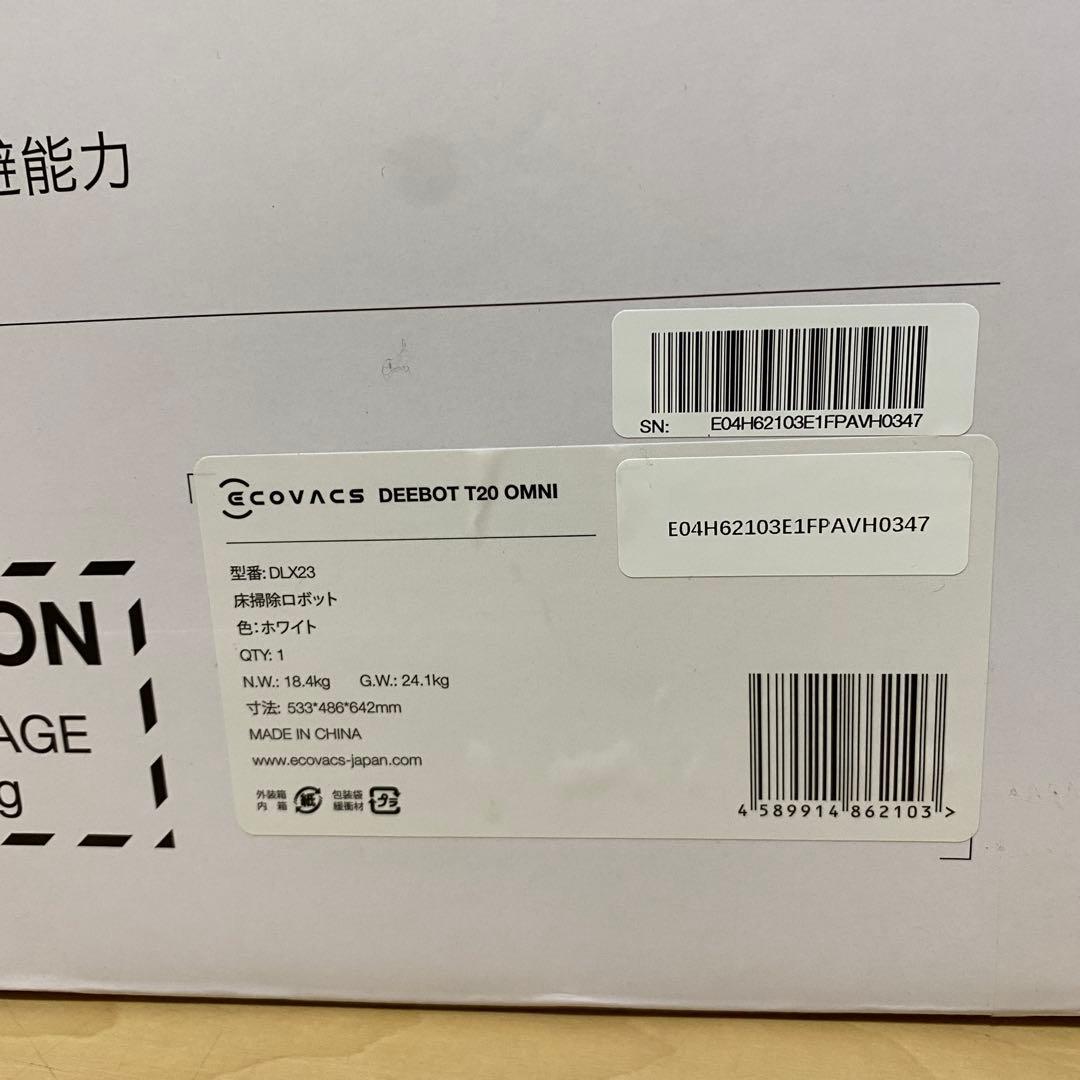 避能力
SN: E04H62103E1FPAVH0347
ECOVACS DEEBOT T20 OMNI
E04H62103E1FPAVH0347
型番: DLX23
床掃除ロボット
色:ホワイト
QTY: 1
N.W.: 18.4kg G.W.: 24.1kg
寸法: 533*486*642mm
MADE IN CHINA
www.ecovacs-japan.com
外装箱 紙 包装袋 プラ
内 箱 緩衝材
4 589914 862103 >
ON
AGE
g